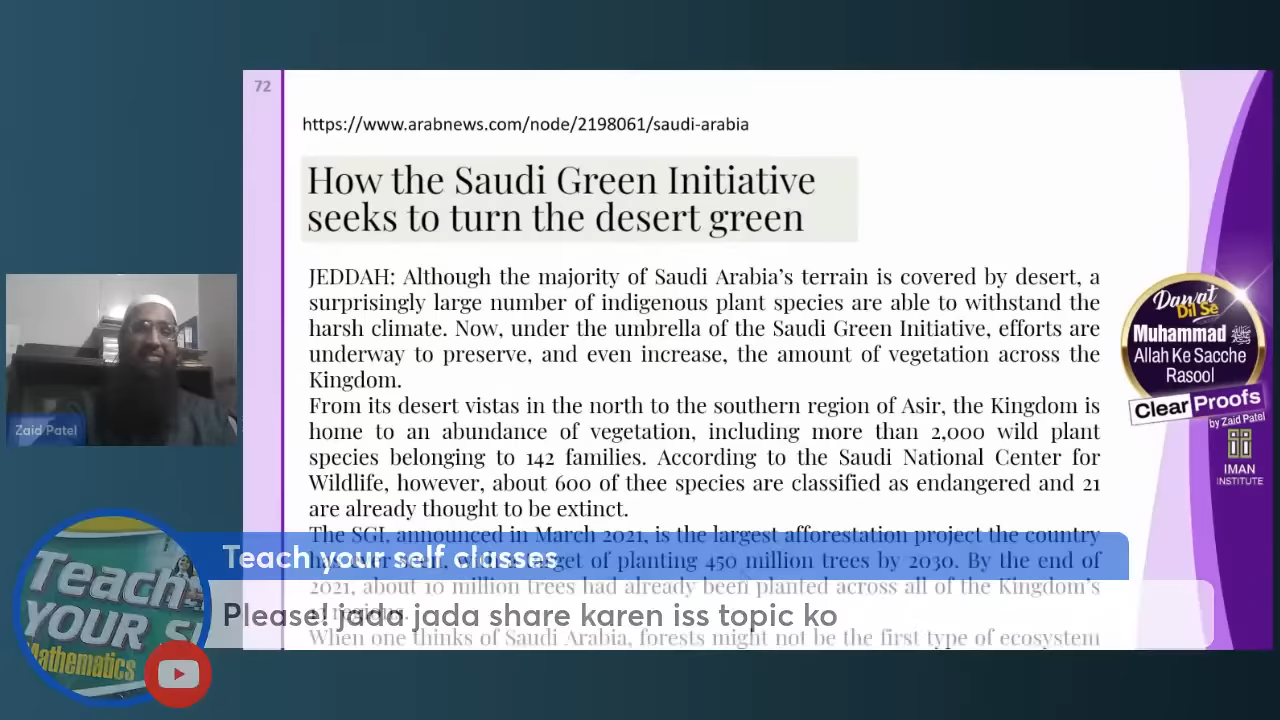 72
https://www.arabnews.com/node/2198061/saudi-arabia
How the Saudi Green Initiative
seeks to turn the desert green
JEDDAH: Although the majority of Saudi Arabia's terrain is covered by desert, a
surprisingly large number of indigenous plant species are able to withstand the
harsh climate. Now, under the umbrella of the Saudi Green Initiative, efforts are
underway to preserve, and even increase, the amount of vegetation across the
Kingdom.
From its desert vistas in the north to the southern region of Asir, the Kingdom is
home to an abundance of vegetation, including more than 2,000 wild plant
species belonging to 142 families. According to the Saudi National Center for
Wildlife, however, about 600 of thee species are classified as endangered and 21
are already thought to be extinct.
The SGI, announced in March 2021, is the largest afforestation project the country
target of planting 450 million trees by 2030. By the end of
2021, about 10 million trees had already been planted across all of the Kingdom's
regions.
When one thinks of Saudi Arabia, forests might not be the first type of ecosystem
Dawat
Dil Se
Muhammad ﷺ
Allah Ke Sacche
Rasool
Clear Proofs
by Zaid Patel
IMAN
INSTITUTE
Zaid Patel
Teach your self classes
Please! jada jada share karen iss topic ko
Teach
YOUR
Mathematics